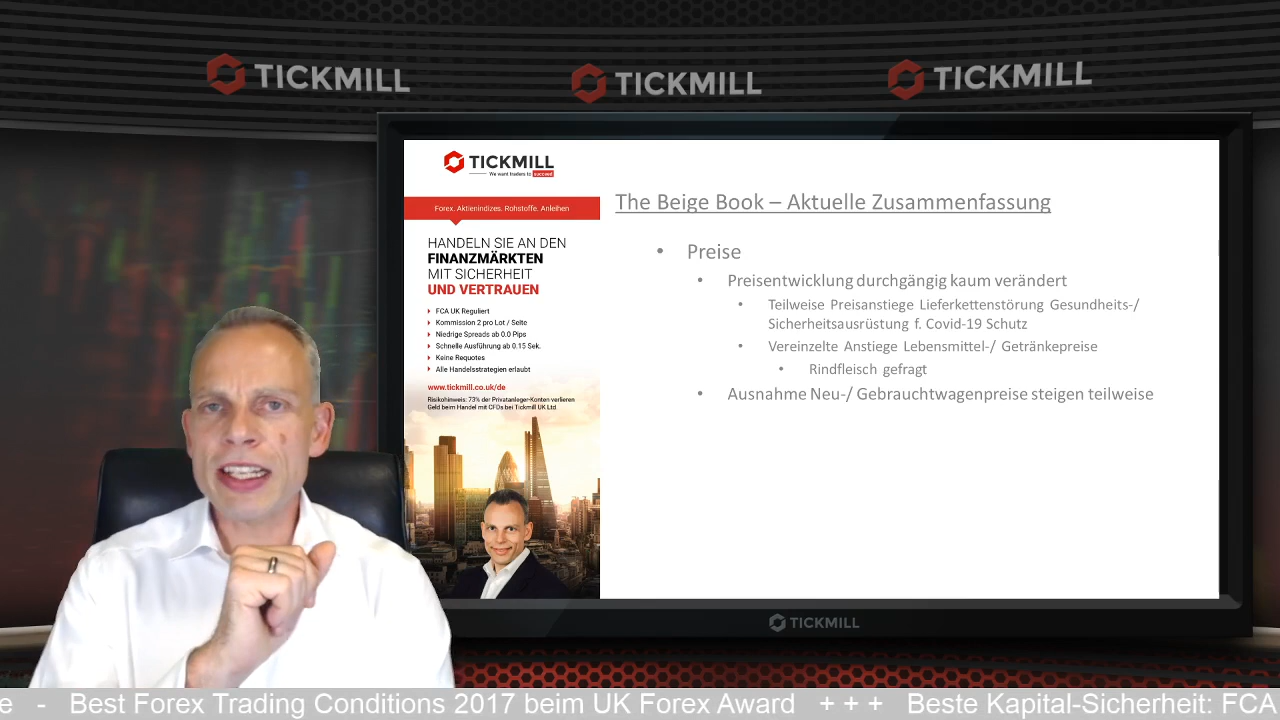 TICKMILL
TICKMILL
TICKMILL
TICKMILL
We want traders to succeed
Forex. Aktienindizes. Rohstoffe. Anleihen
HANDELN SIE AN DEN
FINANZMÄRKTEN
MIT SICHERHEIT
UND VERTRAUEN
FCA UK Reguliert
Kommission 2 pro Lot / Seite
Niedrige Spreads ab 0.0 Pips
Schnelle Ausführung ab 0.15 Sek.
Keine Requotes
Alle Handelsstrategien erlaubt
www.tickmill.co.uk/de
Risikohinweis: 73% der Privatanleger-Konten verlieren
Geld beim Handel mit CFDs bei Tickmill UK Ltd.
The Beige Book – Aktuelle Zusammenfassung
• Preise
• Preisentwicklung durchgängig kaum verändert
• Teilweise Preisanstiege Lieferkettenstörung Gesundheits-/
Sicherheitsausrüstung f. Covid-19 Schutz
• Vereinzelte Anstiege Lebensmittel-/ Getränkepreise
• Rindfleisch gefragt
• Ausnahme Neu-/ Gebrauchtwagenpreise steigen teilweise
TICKMILL
e - Best Forex Trading Conditions 2017 beim UK Forex Award + + + Beste Kapital-Sicherheit: FCA